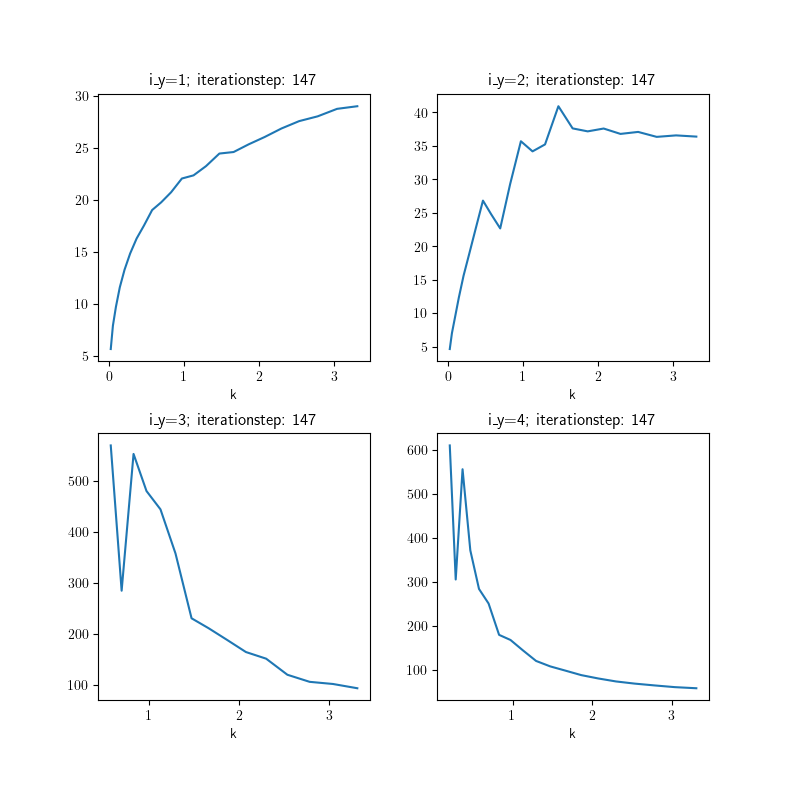 i_y=1; iterationstep: 147
30
25
20
15
10
5
0 1 2 3
k
i_y=2; iterationstep: 147
40
35
30
25
20
15
10
5
0 1 2 3
k
i_y=3; iterationstep: 147
500
400
300
200
100
1 2 3
k
i_y=4; iterationstep: 147
600
500
400
300
200
100
1 2 3
k